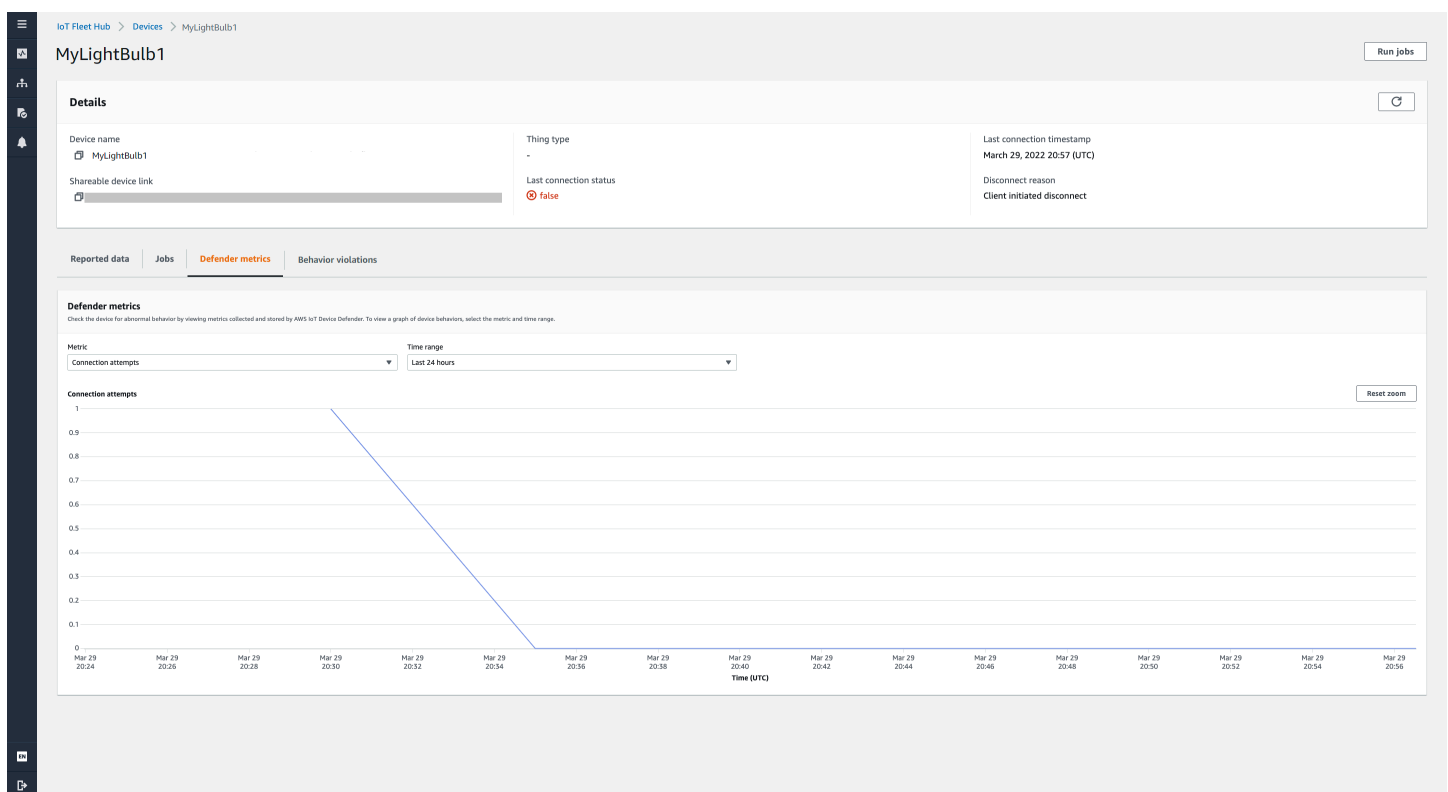 IoT Fleet Hub > Devices > MyLightBulb1
MyLightBulb1
Run jobs
Details
Device name
MyLightBulb1
Shareable device link
Thing type
-
Last connection status
false
Last connection timestamp
March 29, 2022 20:57 (UTC)
Disconnect reason
Client initiated disconnect
Reported data
Jobs
Defender metrics
Behavior violations
Defender metrics
Check the device for abnormal behavior by viewing metrics collected and stored by AWS IoT Device Defender. To view a graph of device behaviors, select the metric and time range.
Metric
Connection attempts
Time range
Last 24 hours
Connection attempts
Reset zoom
1
0.9
0.8
0.7
0.6
0.5
0.4
0.3
0.2
0.1
0
Mar 29 20:24
Mar 29 20:26
Mar 29 20:28
Mar 29 20:30
Mar 29 20:32
Mar 29 20:34
Mar 29 20:36
Mar 29 20:38
Mar 29 20:40
Mar 29 20:42
Mar 29 20:44
Mar 29 20:46
Mar 29 20:48
Mar 29 20:50
Mar 29 20:52
Mar 29 20:54
Mar 29 20:56
Time (UTC)
EN